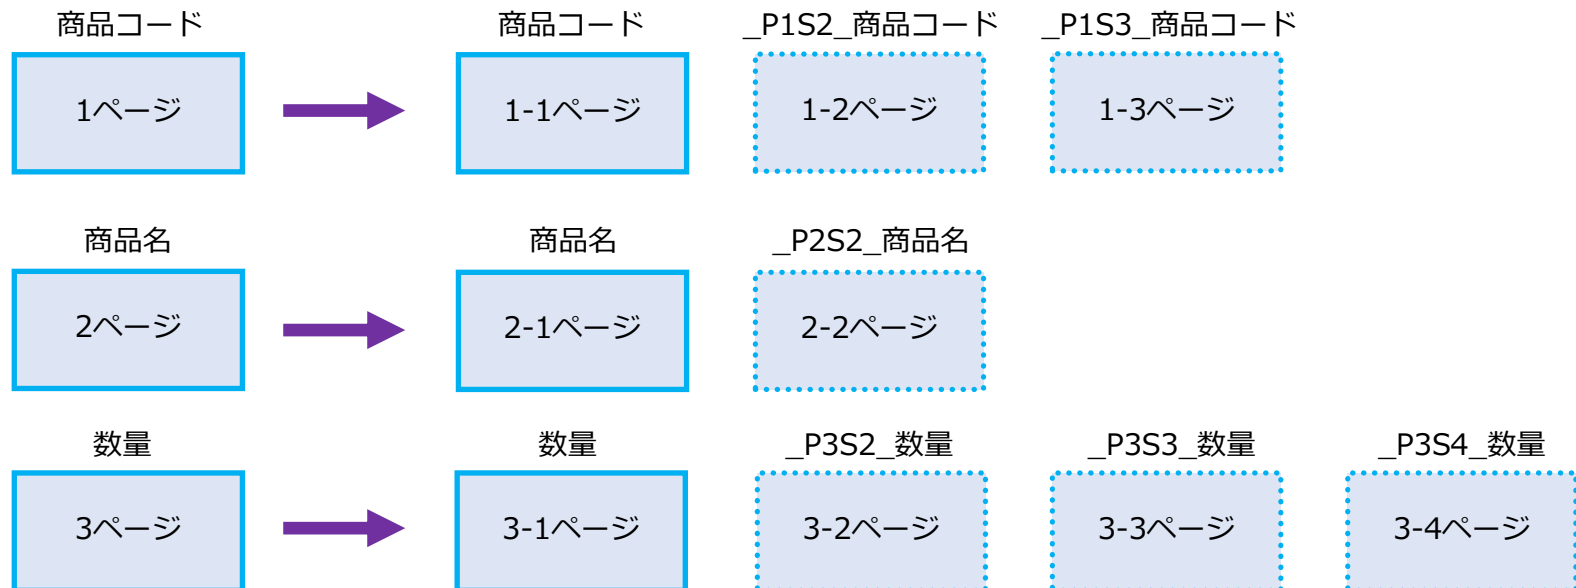 商品コード 商品コード _P1S2_商品コード _P1S3_商品コード
1ページ 1-1ページ 1-2ページ 1-3ページ
商品名 商品名 _P2S2_商品名
2ページ 2-1ページ 2-2ページ
数量 数量 _P3S2_数量 _P3S3_数量 _P3S4_数量
3ページ 3-1ページ 3-2ページ 3-3ページ 3-4ページ